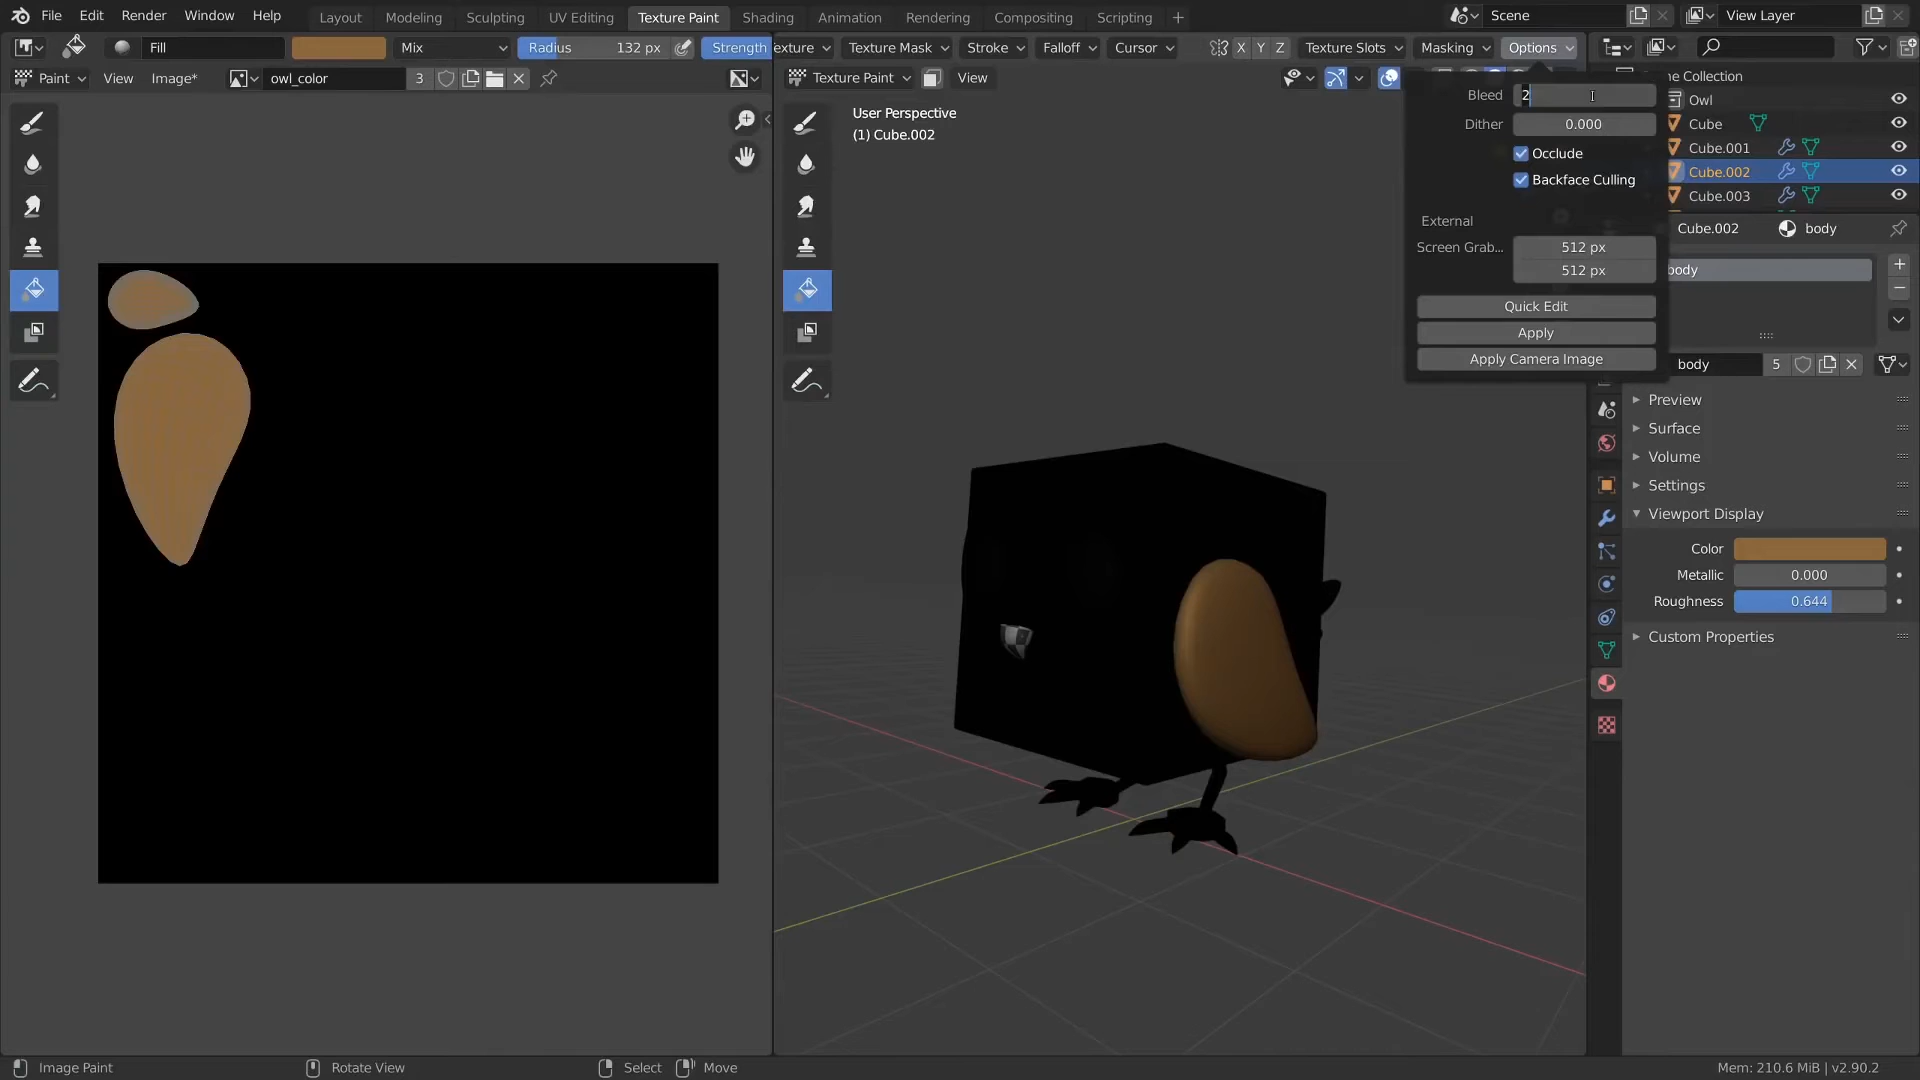 File Edit Render Window Help Layout Modeling Sculpting UV Editing Texture Paint Shading Animation Rendering Compositing Scripting + Scene View Layer
Fill Mix Radius 132 px Strength exture Texture Mask Stroke Falloff Cursor X Y Z Texture Slots Masking Options
Paint View Image* owl_color 3 Texture Paint View
ne Collection
Owl
Cube
Cube.001
Cube.002
Cube.003
User Perspective
(1) Cube.002
Bleed 2
Dither 0.000
Occlude
Backface Culling
External
Screen Grab... 512 px
512 px
Quick Edit
Apply
Apply Camera Image
Cube.002 body
body
body 5
Preview
Surface
Volume
Settings
Viewport Display
Color
Metallic 0.000
Roughness 0.644
Custom Properties
Image Paint Rotate View Select Move Mem: 210.6 MiB | v2.90.2